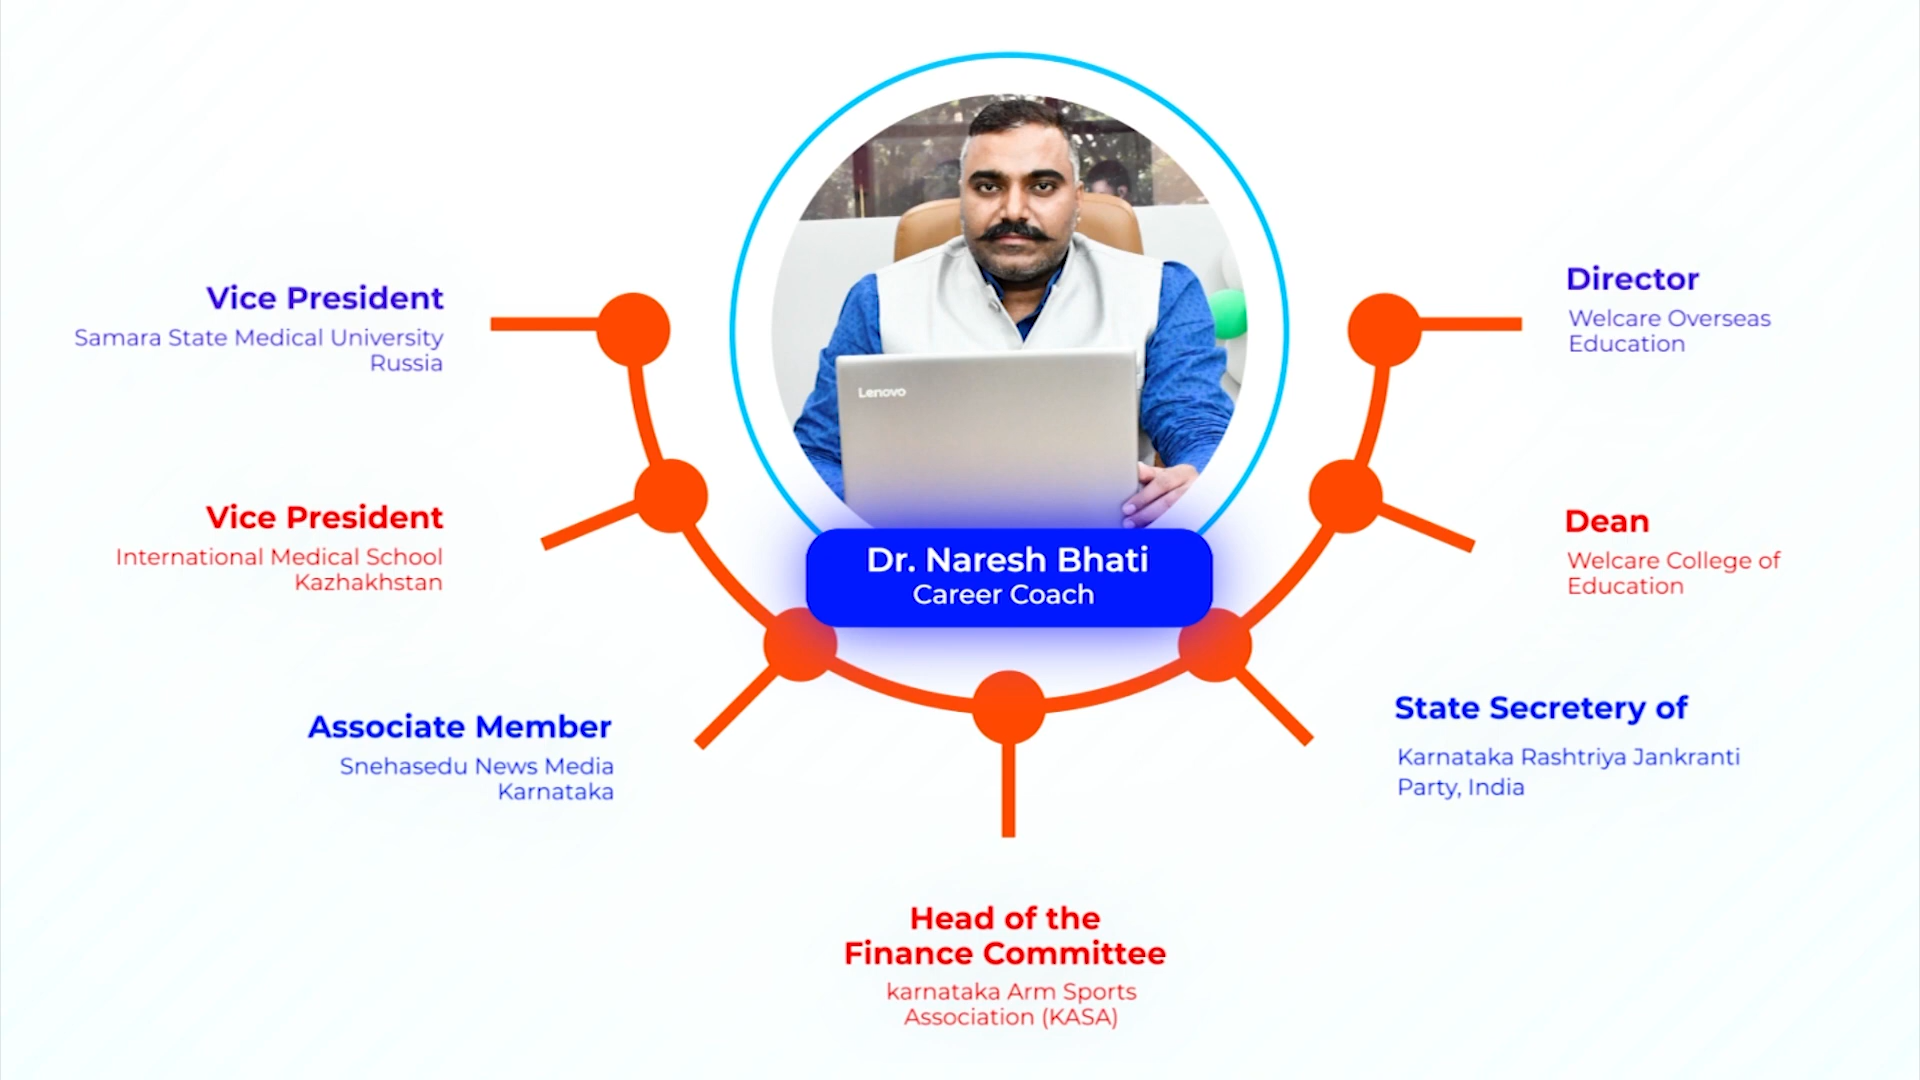 Lenovo
Dr. Naresh Bhati
Career Coach
Vice President
Samara State Medical University
Russia
Vice President
International Medical School
Kazhakhstan
Associate Member
Snehasedu News Media
Karnataka
Head of the
Finance Committee
karnataka Arm Sports
Association (KASA)
State Secretery of
Karnataka Rashtriya Jankranti
Party, India
Dean
Welcare College of
Education
Director
Welcare Overseas
Education